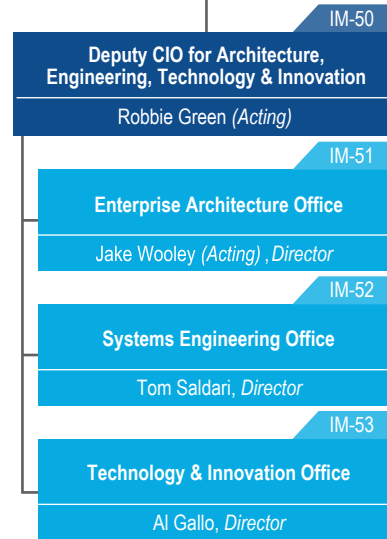 IM-50
Deputy CIO for Architecture,
Engineering, Technology & Innovation
Robbie Green (Acting)
IM-51
Enterprise Architecture Office
Jake Wooley (Acting) , Director
IM-52
Systems Engineering Office
Tom Saldari, Director
IM-53
Technology & Innovation Office
Al Gallo, Director